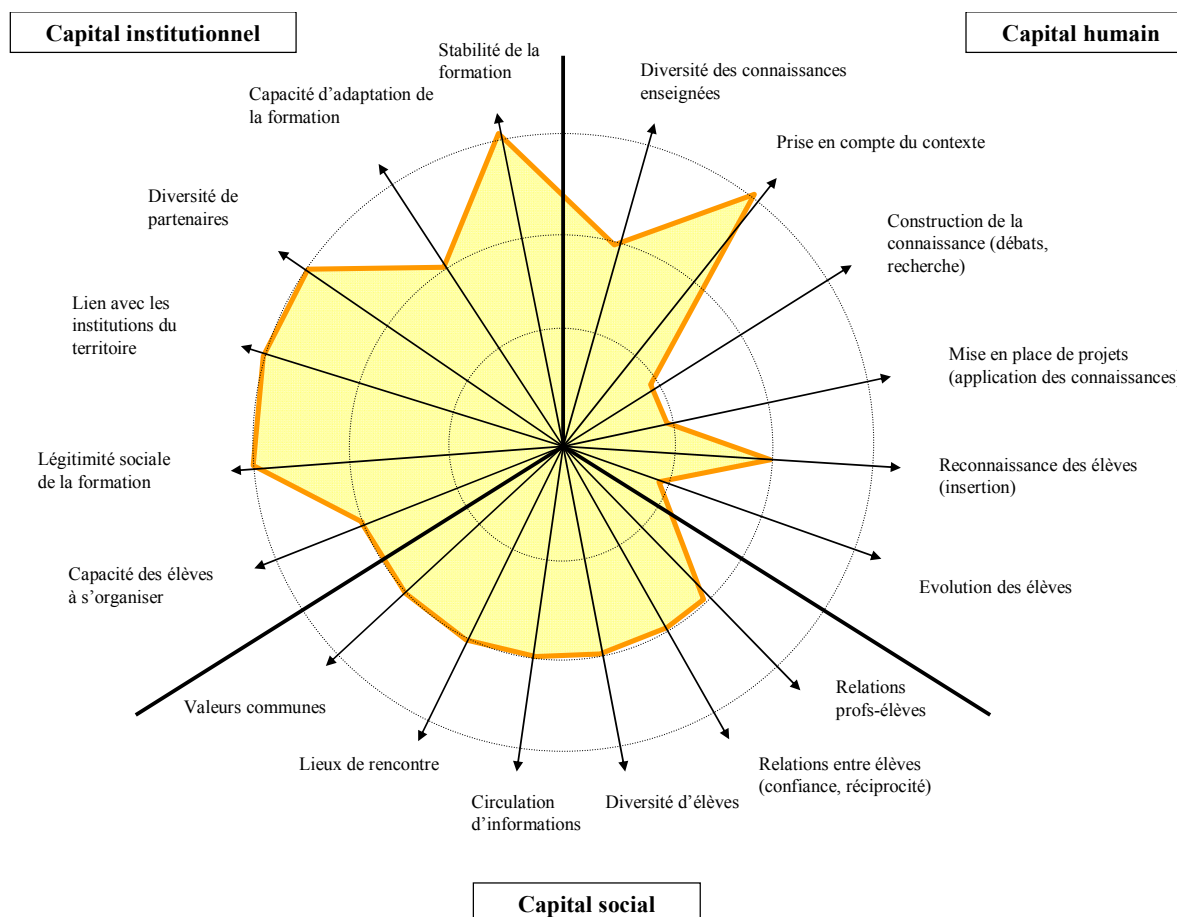 Capital institutionnel
Capital humain
Stabilité de la
formation
Diversité des connaissances
enseignées
Capacité d’adaptation de
la formation
Prise en compte du contexte
Diversité de
partenaires
Construction de la
connaissance (débats,
recherche)
Lien avec les
institutions du
territoire
Mise en place de projets
(application des connaissances)
Légitimité sociale
de la formation
Reconnaissance des élèves
(insertion)
Capacité des élèves
à s’organiser
Evolution des élèves
Valeurs communes
Relations
profs-élèves
Lieux de rencontre
Relations entre élèves
(confiance, réciprocité)
Circulation
d’informations
Diversité d’élèves
Capital social